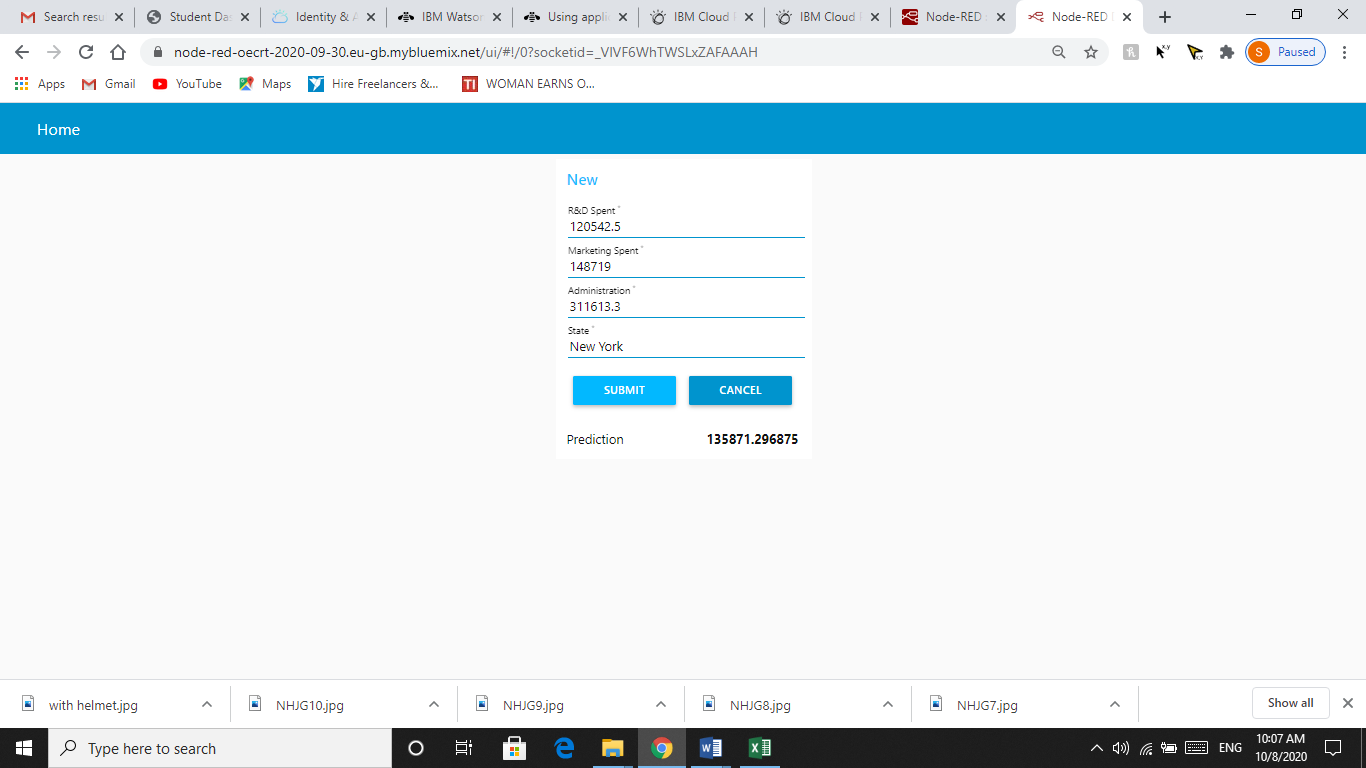 Search resu
Student Das
Identity & A
IBM Watson
Using applic
IBM Cloud
IBM Cloud
Node-RED
Node-RED
node-red-oecrt-2020-09-30.eu-gb.mybluemix.net/ui/#!/0?socketid=_VIVF6WhTWSLxZAFAAAH
S Paused
Apps
Gmail
YouTube
Maps
Hire Freelancers &...
TI WOMAN EARNS O...
Home
New
R&D Spent *
120542.5
Marketing Spent *
148719
Administration *
311613.3
State *
New York
SUBMIT CANCEL
Prediction 135871.296875
with helmet.jpg
NHJG10.jpg
NHJG9.jpg
NHJG8.jpg
NHJG7.jpg
Show all
Type here to search
ENG
10:07 AM
10/8/2020